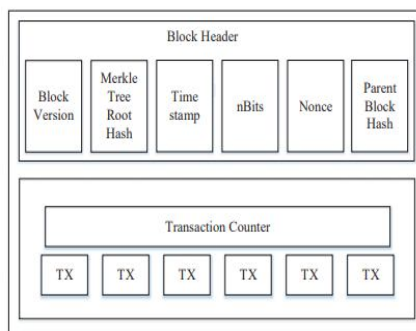 Block Header
Block
Version
Merkle
Tree
Root
Hash
Time
stamp
nBits
Nonce
Parent
Block
Hash
Transaction Counter
TX TX TX TX TX TX